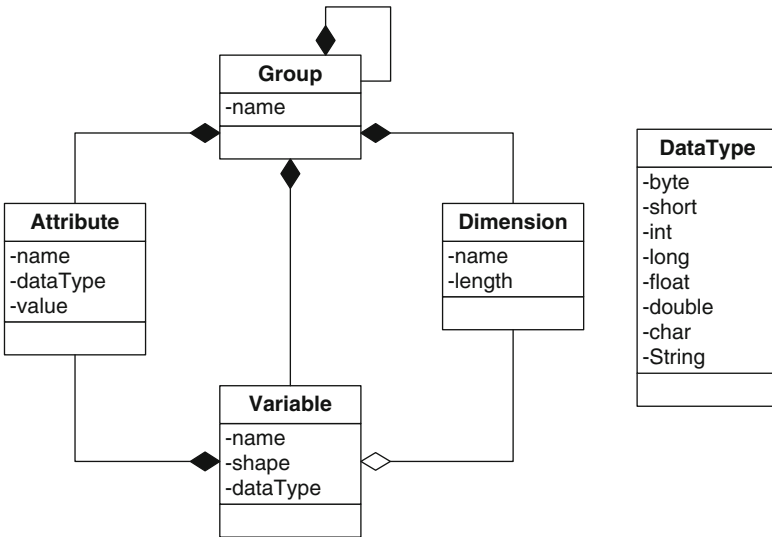 Group
-name
Attribute
-name
-dataType
-value
Dimension
-name
-length
Variable
-name
-shape
-dataType
DataType
-byte
-short
-int
-long
-float
-double
-char
-String